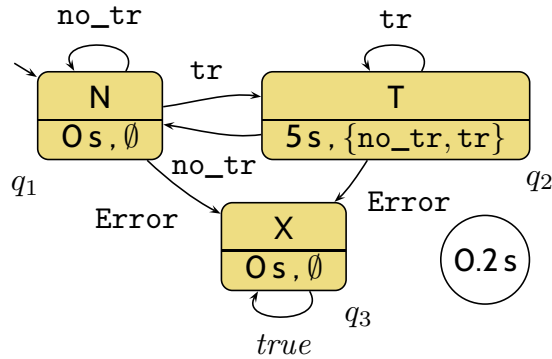 no_tr
tr
tr
N
T
0 s , ∅
5 s , {no_tr, tr}
q1
no_tr
q2
Error
Error
X
0 s , ∅
0.2 s
q3
true